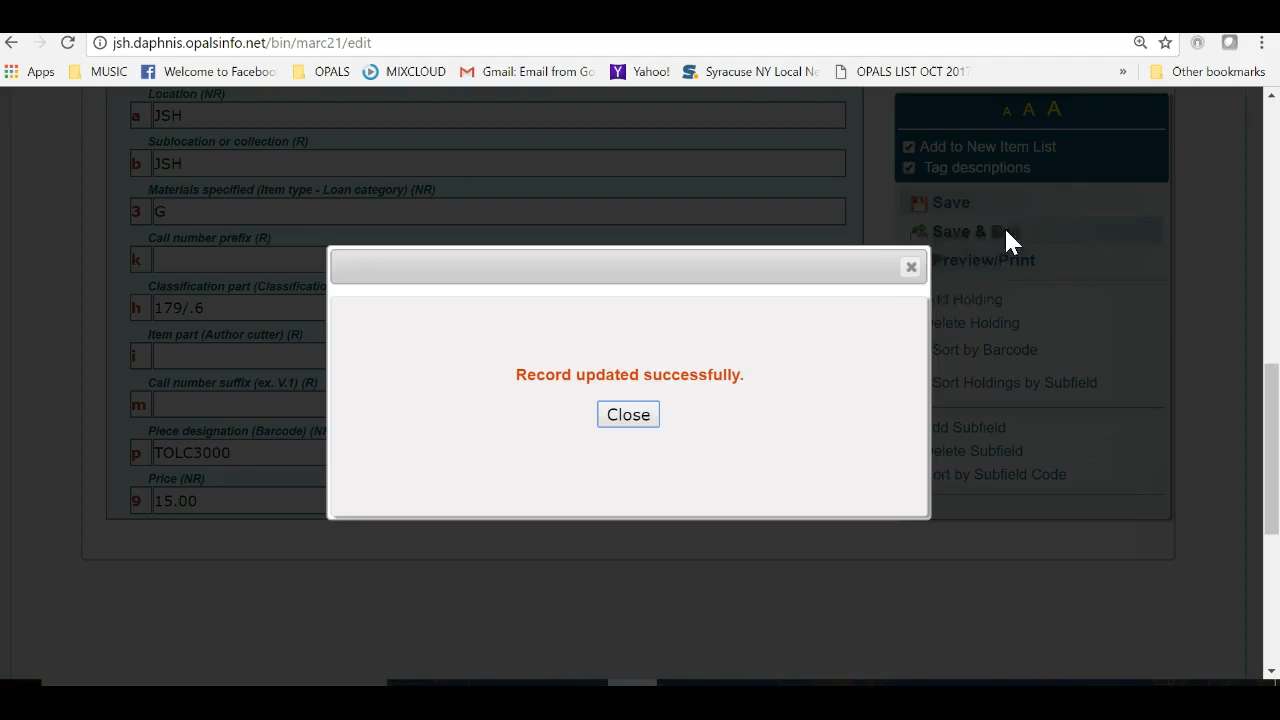 jsh.daphnis.opalsinfo.net/bin/marc21/edit
Apps MUSIC Welcome to Facebo OPALS MIXCLOU Gmail: Email from Go Yahoo! Syracuse NY Local Ne OPALS LIST OCT 2017 » Other bookmarks
Location (NR)
a JSH
Sublocation or collection (R)
b JSH
Materials specified (Item type - Loan category) (NR)
3 G
Call number prefix (R)
k
Classification part (Classificatio
h 179/.6
Item part (Author cutter) (R)
i
Call number suffix (ex. V.1) (R)
m
Piece designation (Barcode) (N
p TOLC3000
Price (NR)
9 15.00
A A A
Add to New Item List
Tag descriptions
Save
Save &
Preview/Print
dd Holding
elete Holding
Sort by Barcode
Sort Holdings by Subfield
dd Subfield
elete Subfield
ort by Subfield Code
Record updated successfully.
Close